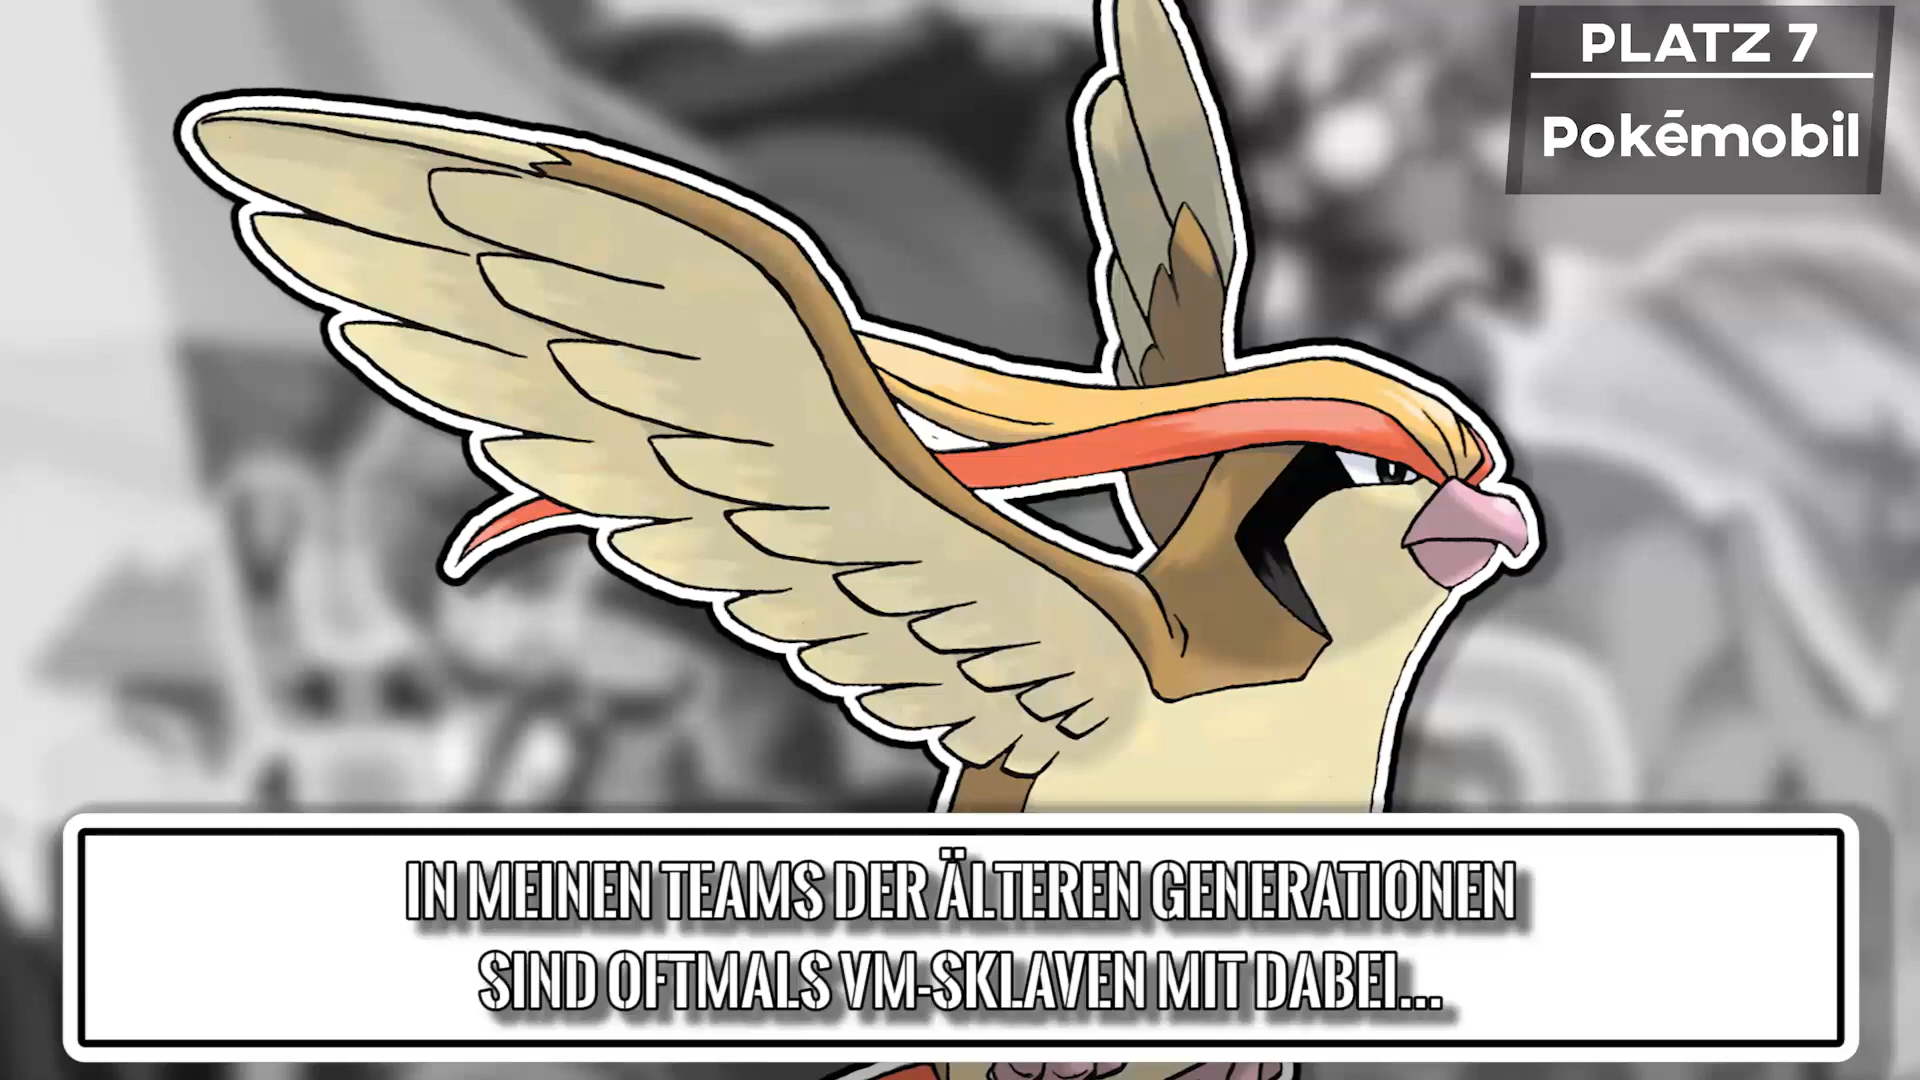 PLATZ 7
Pokémobil
IN MEINEN TEAMS DER ÄLTEREN GENERATIONEN
SIND OFTMALS VM-SKLAVEN MIT DABEI...